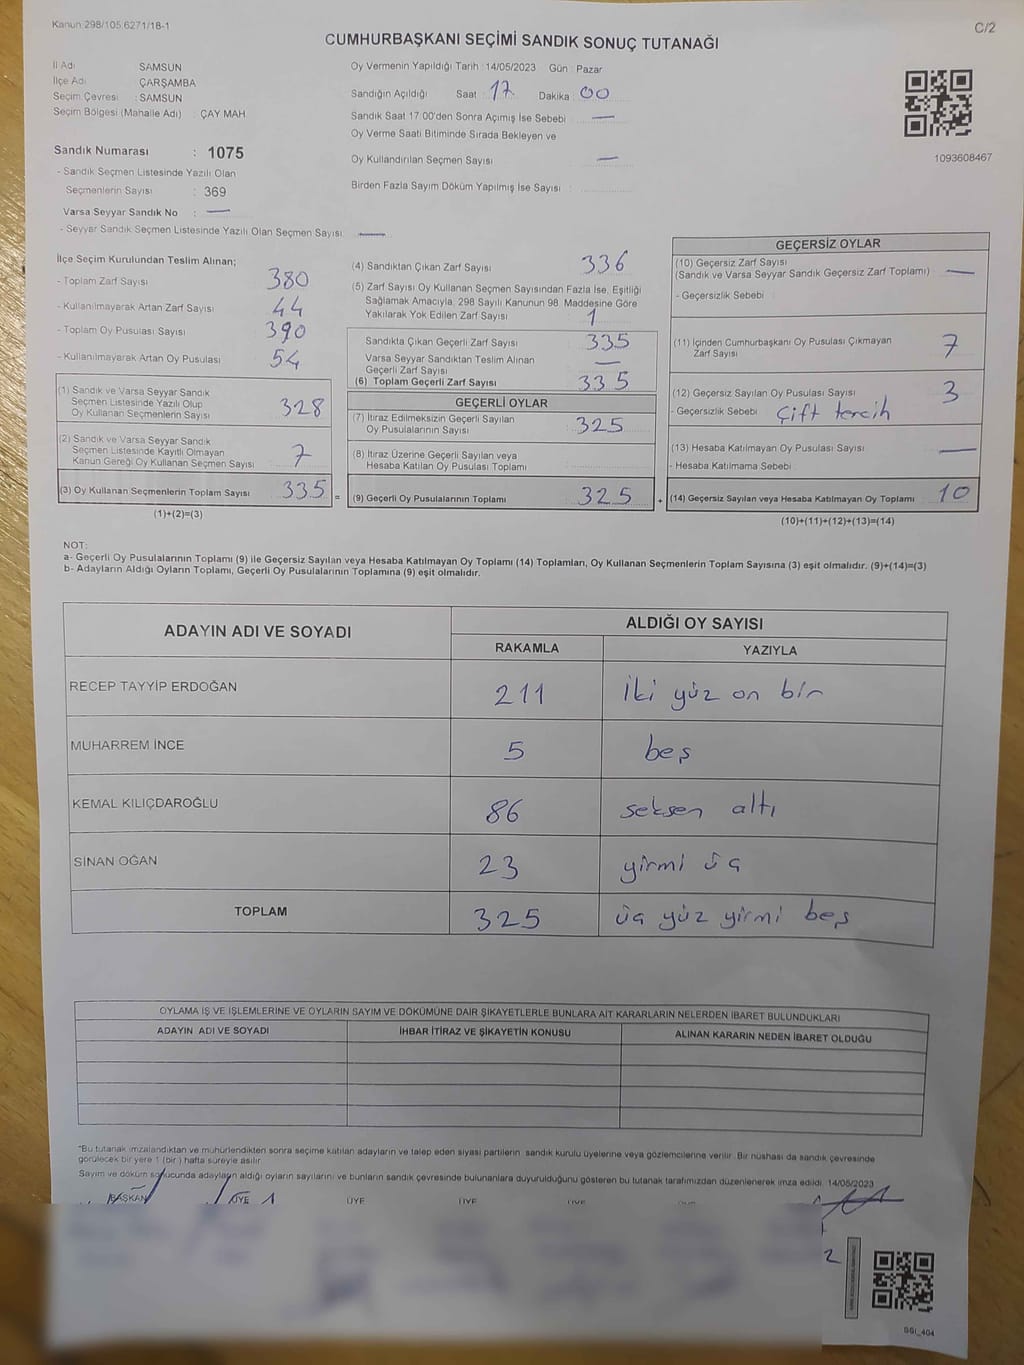 Kanun 298/105.6271/18-1
C/2
CUMHURBAŞKANI SEÇİMİ SANDIK SONUÇ TUTANAĞI
İl Adı SAMSUN
İlçe Adı ÇARŞAMBA
Seçim Çevresi : SAMSUN
Seçim Bölgesi (Mahalle Adı) : ÇAY MAH
Sandık Numarası : 1075
- Sandık Seçmen Listesinde Yazılı Olan
Seçmenlerin Sayısı : 369
Varsa Seyyar Sandık No : —
- Seyyar Sandık Seçmen Listesinde Yazılı Olan Seçmen Sayısı: —
Oy Vermenin Yapıldığı Tarih :14/05/2023 Gün : Pazar
Sandığın Açıldığı Saat : 17 Dakika : 00
Sandık Saat 17:00'den Sonra Açımış İse Sebebi : —
Oy Verme Saati Bitiminde Sırada Bekleyen ve
Oy Kullandırılan Seçmen Sayısı : —
Birden Fazla Sayım Döküm Yapılmış İse Sayısı :
1093608467
İlçe Seçim Kurulundan Teslim Alınan;
- Toplam Zarf Sayısı 380
- Kullanılmayarak Artan Zarf Sayısı 44
- Toplam Oy Pusulası Sayısı 390
- Kullanılmayarak Artan Oy Pusulası 54
(1) Sandık ve Varsa Seyyar Sandık
Seçmen Listesinde Yazılı Olup
Oy Kullanan Seçmenlerin Sayısı 328
(2) Sandık ve Varsa Seyyar Sandık
Seçmen Listesinde Kayıtlı Olmayan
Kanun Gereği Oy Kullanan Seçmen Sayısı 7
(3) Oy Kullanan Seçmenlerin Toplam Sayısı 335 =
(1)+(2)=(3)
(4) Sandıktan Çıkan Zarf Sayısı 336
(5) Zarf Sayısı Oy Kullanan Seçmen Sayısından Fazla İse, Eşitliği
Sağlamak Amacıyla, 298 Sayılı Kanunun 98. Maddesine Göre
Yakılarak Yok Edilen Zarf Sayısı 1
Sandıkta Çıkan Geçerli Zarf Sayısı 335
Varsa Seyyar Sandıktan Teslim Alınan
Geçerli Zarf Sayısı —
(6) Toplam Geçerli Zarf Sayısı 335
GEÇERLİ OYLAR
(7) İtiraz Edilmeksizin Geçerli Sayılan
Oy Pusulalarının Sayısı 325
(8) İtiraz Üzerine Geçerli Sayılan veya
Hesaba Katılan Oy Pusulası Toplamı
(9) Geçerli Oy Pusulalarının Toplamı 325 +
GEÇERSİZ OYLAR
(10) Geçersiz Zarf Sayısı
(Sandık ve Varsa Seyyar Sandık Geçersiz Zarf Toplamı) —
- Geçersizlik Sebebi :
(11) İçinden Cumhurbaşkanı Oy Pusulası Çıkmayan
Zarf Sayısı 7
(12) Geçersiz Sayılan Oy Pusulası Sayısı 3
- Geçersizlik Sebebi : Çift tercih
(13) Hesaba Katılmayan Oy Pusulası Sayısı —
- Hesaba Katılmama Sebebi :
(14) Geçersiz Sayılan veya Hesaba Katılmayan Oy Toplamı 10
(10)+(11)+(12)+(13)=(14)
NOT:
a- Geçerli Oy Pusulalarının Toplamı (9) ile Geçersiz Sayılan veya Hesaba Katılmayan Oy Toplamı (14) Toplamları, Oy Kullanan Seçmenlerin Toplam Sayısına (3) eşit olmalıdır. (9)+(14)=(3)
b- Adayların Aldığı Oyların Toplamı, Geçerli Oy Pusulalarının Toplamına (9) eşit olmalıdır.
ADAYIN ADI VE SOYADI ALDIĞI OY SAYISI
RAKAMLA YAZIYLA
RECEP TAYYİP ERDOĞAN 211 İki yüz on bir
MUHARREM İNCE 5 beş
KEMAL KILIÇDAROĞLU 86 seksen altı
SİNAN OĞAN 23 yirmi üç
TOPLAM 325 üç yüz yirmi beş
OYLAMA İŞ VE İŞLEMLERİNE VE OYLARIN SAYIM VE DÖKÜMÜNE DAİR ŞİKAYETLERLE BUNLARA AİT KARARLARIN NELERDEN İBARET BULUNDUKLARI
ADAYIN ADI VE SOYADI İHBAR İTİRAZ VE ŞİKAYETİN KONUSU ALINAN KARARIN NEDEN İBARET OLDUĞU
*Bu tutanak imzalandıktan ve mühürlendikten sonra seçime katılan adayların ve talep eden siyasi partilerin sandık kurulu üyelerine veya gözlemcilerine verilir. Bir nüshası da sandık çevresinde
görülecek bir yere 1 (bir) hafta süreyle asılır.
Sayım ve döküm sonucunda adayların aldığı oyların sayılarını ve bunların sandık çevresinde bulunanlara duyurulduğunu gösteren bu tutanak tarafımızdan düzenlenerek imza edildi. 14/05/2023
BAŞKAN ÜYE 1 ÜYE ÜYE ÜYE
2